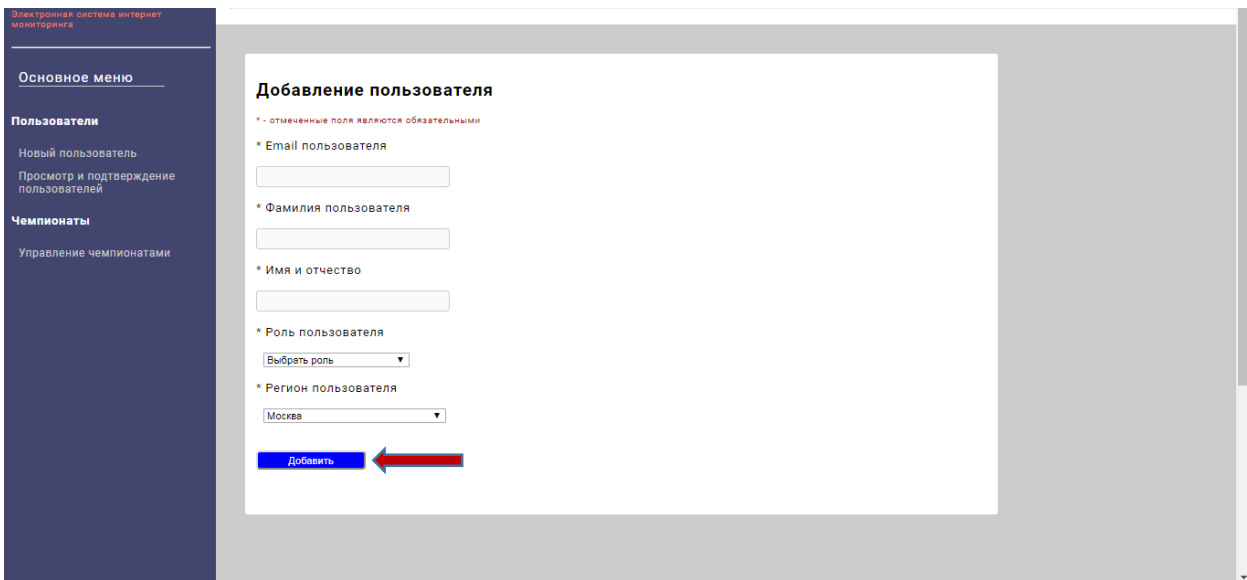 Электронная система интернет
мониторинга
Основное меню
Пользователи
Новый пользователь
Просмотр и подтверждение
пользователей
Чемпионаты
Управление чемпионатами
Добавление пользователя
* - отмеченные поля являются обязательными
* Email пользователя
* Фамилия пользователя
* Имя и отчество
* Роль пользователя
Выбрать роль
* Регион пользователя
Москва
Добавить